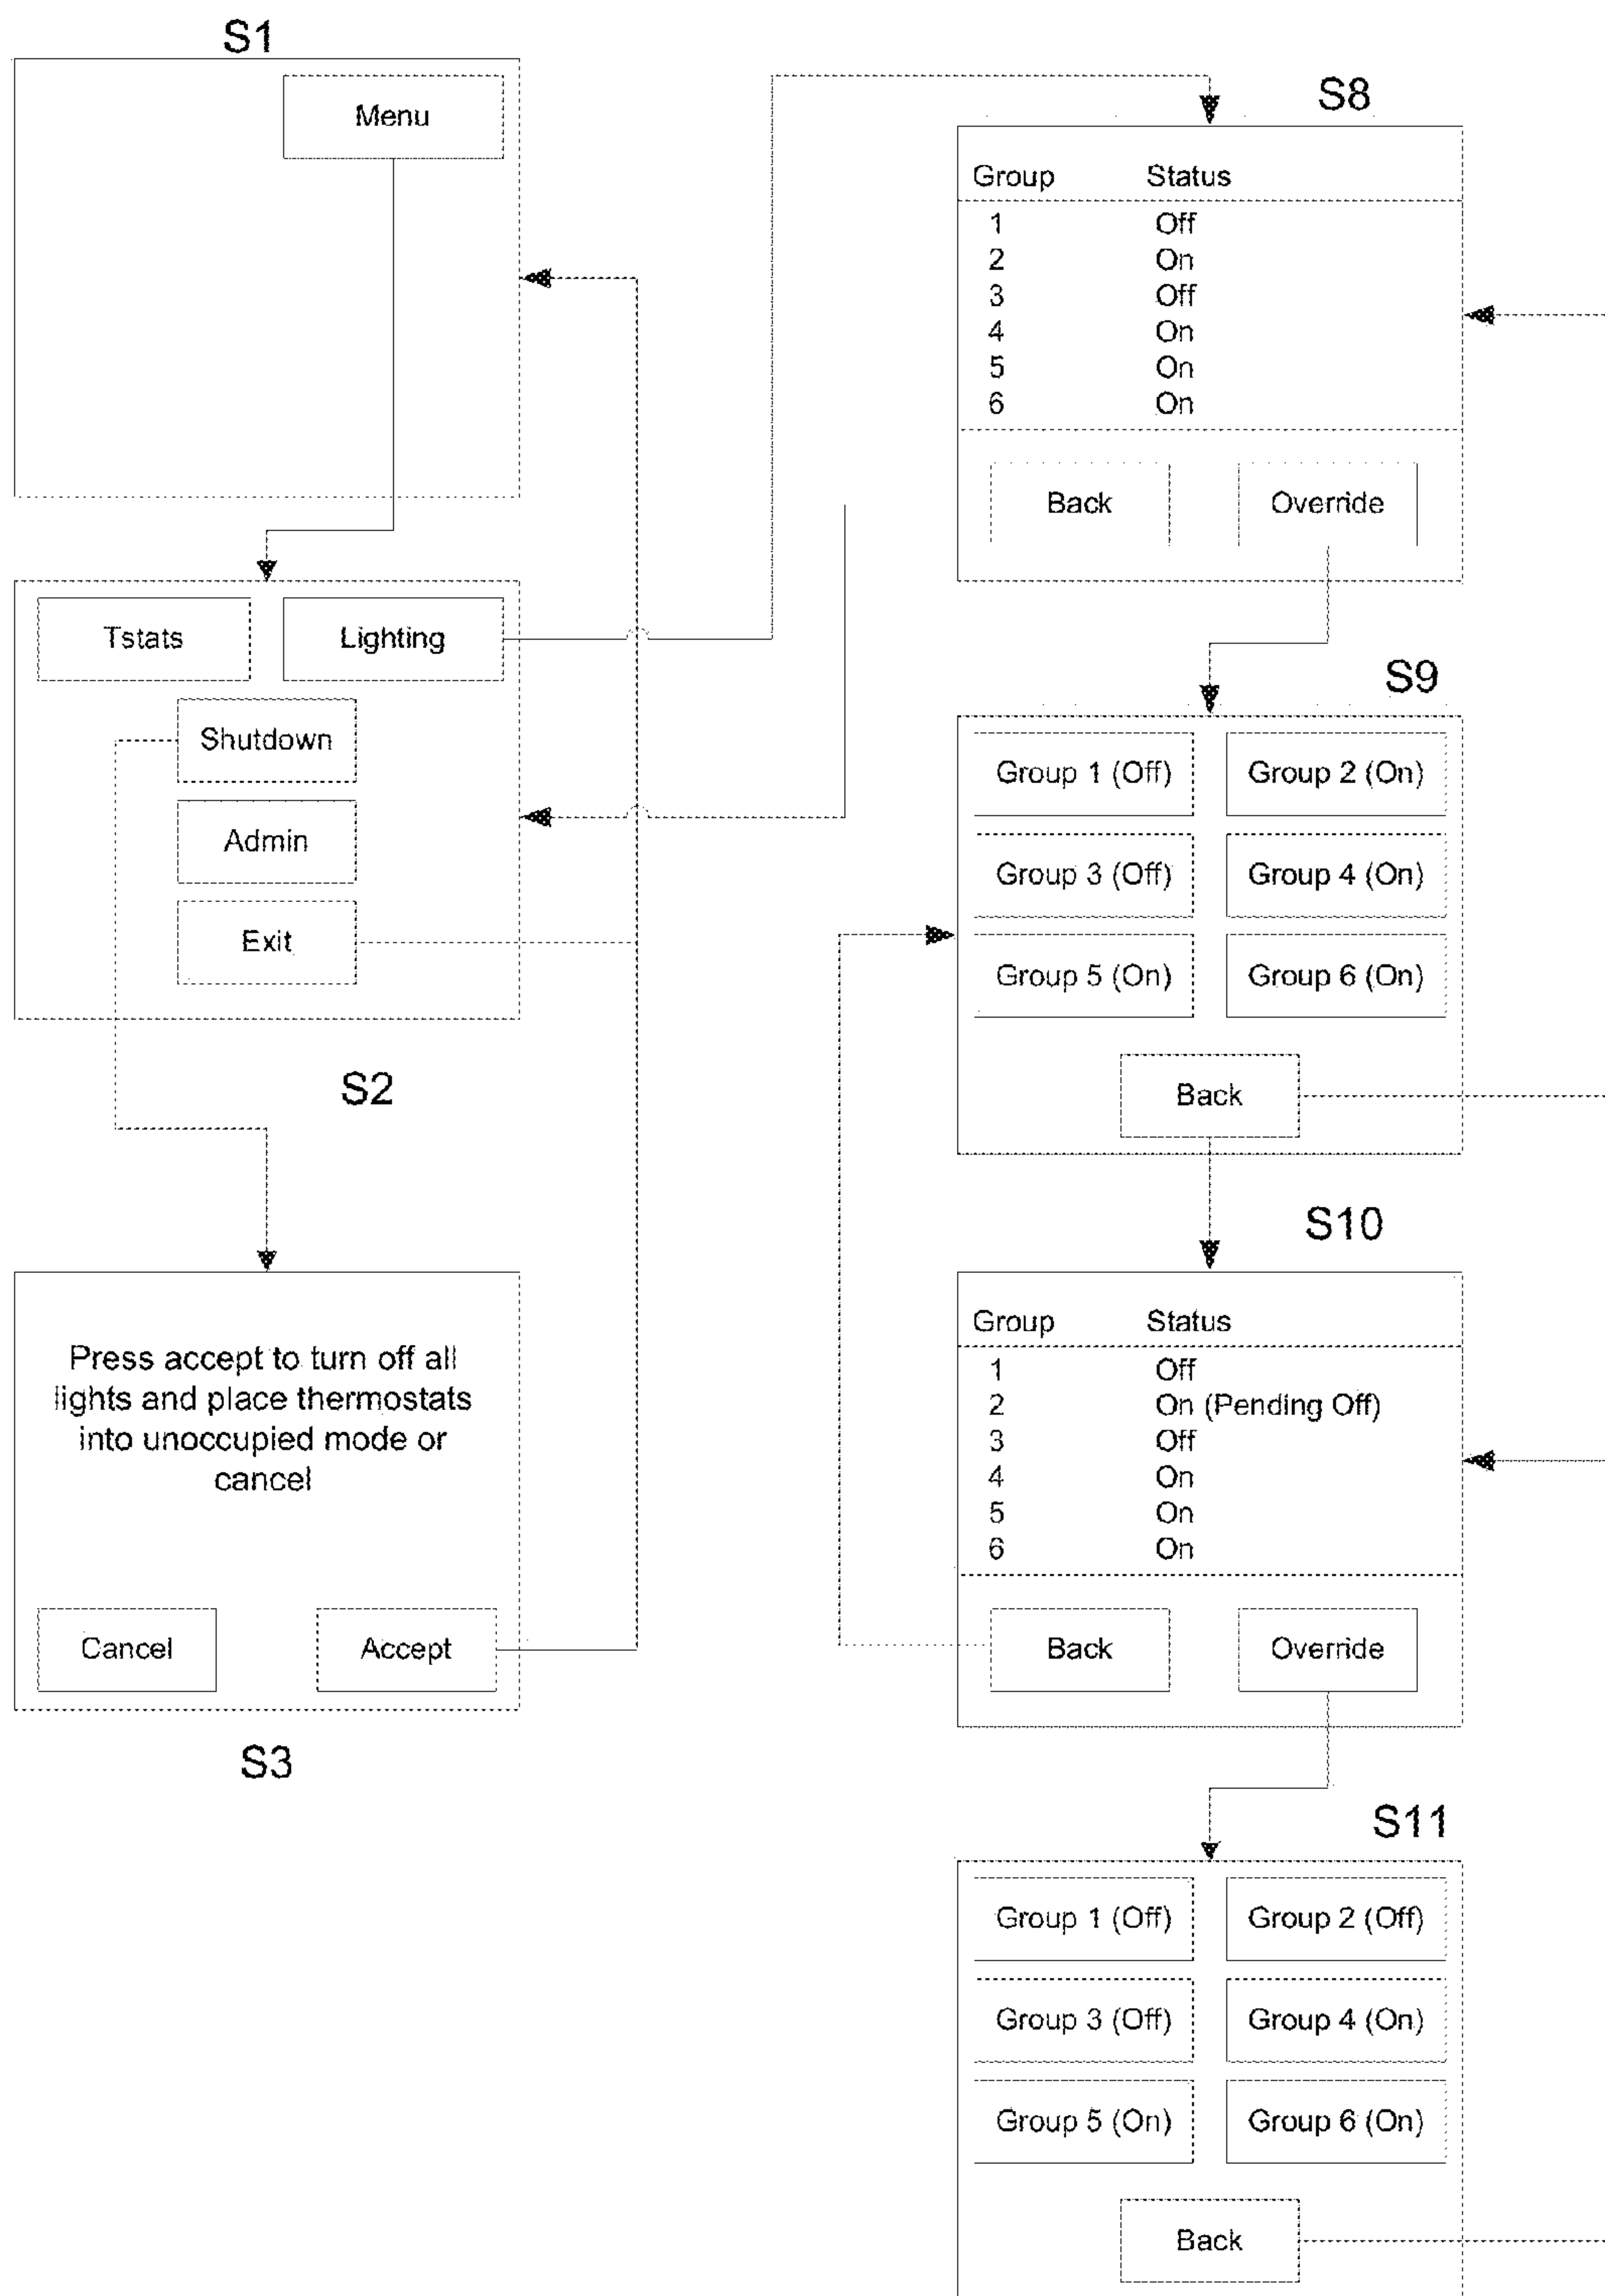 S1
Menu
Tstats
Lighting
Shutdown
Admin
Exit
S2
Press accept to turn off all
lights and place thermostats
into unoccupied mode or
cancel
Cancel
Accept
S3
S8
Group Status
1 Off
2 On
3 Off
4 On
5 On
6 On
Back
Override
S9
Group 1 (Off)
Group 2 (On)
Group 3 (Off)
Group 4 (On)
Group 5 (On)
Group 6 (On)
Back
S10
Group Status
1 Off
2 On (Pending Off)
3 Off
4 On
5 On
6 On
Back
Override
S11
Group 1 (Off)
Group 2 (Off)
Group 3 (Off)
Group 4 (On)
Group 5 (On)
Group 6 (On)
Back